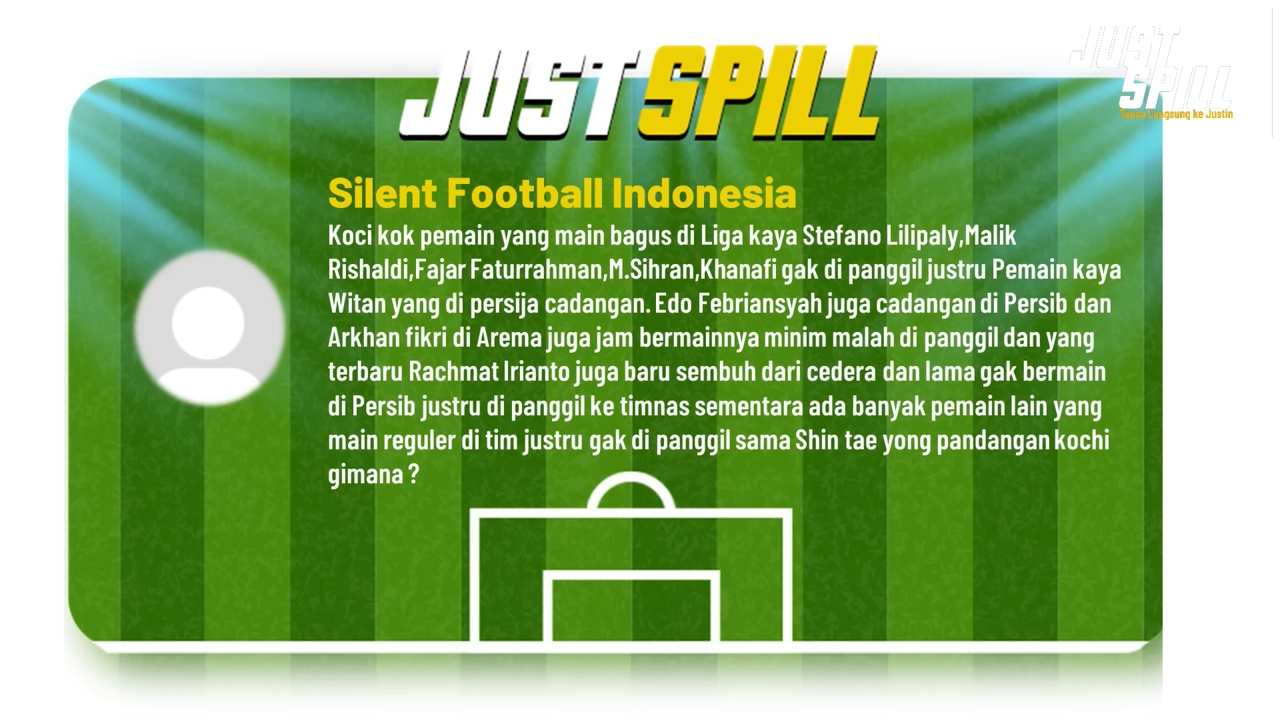 JUST SPILL
JUST
SPILL
Tanya Langsung ke Justin
Silent Football Indonesia
Koci kok pemain yang main bagus di Liga kaya Stefano Lilipaly,Malik
Rishaldi,Fajar Faturrahman,M.Sihran,Khanafi gak di panggil justru Pemain kaya
Witan yang di persija cadangan. Edo Febriansyah juga cadangan di Persib dan
Arkhan fikri di Arema juga jam bermainnya minim malah di panggil dan yang
terbaru Rachmat Irianto juga baru sembuh dari cedera dan lama gak bermain
di Persib justru di panggil ke timnas sementara ada banyak pemain lain yang
main reguler di tim justru gak di panggil sama Shin tae yong pandangan kochi
gimana ?